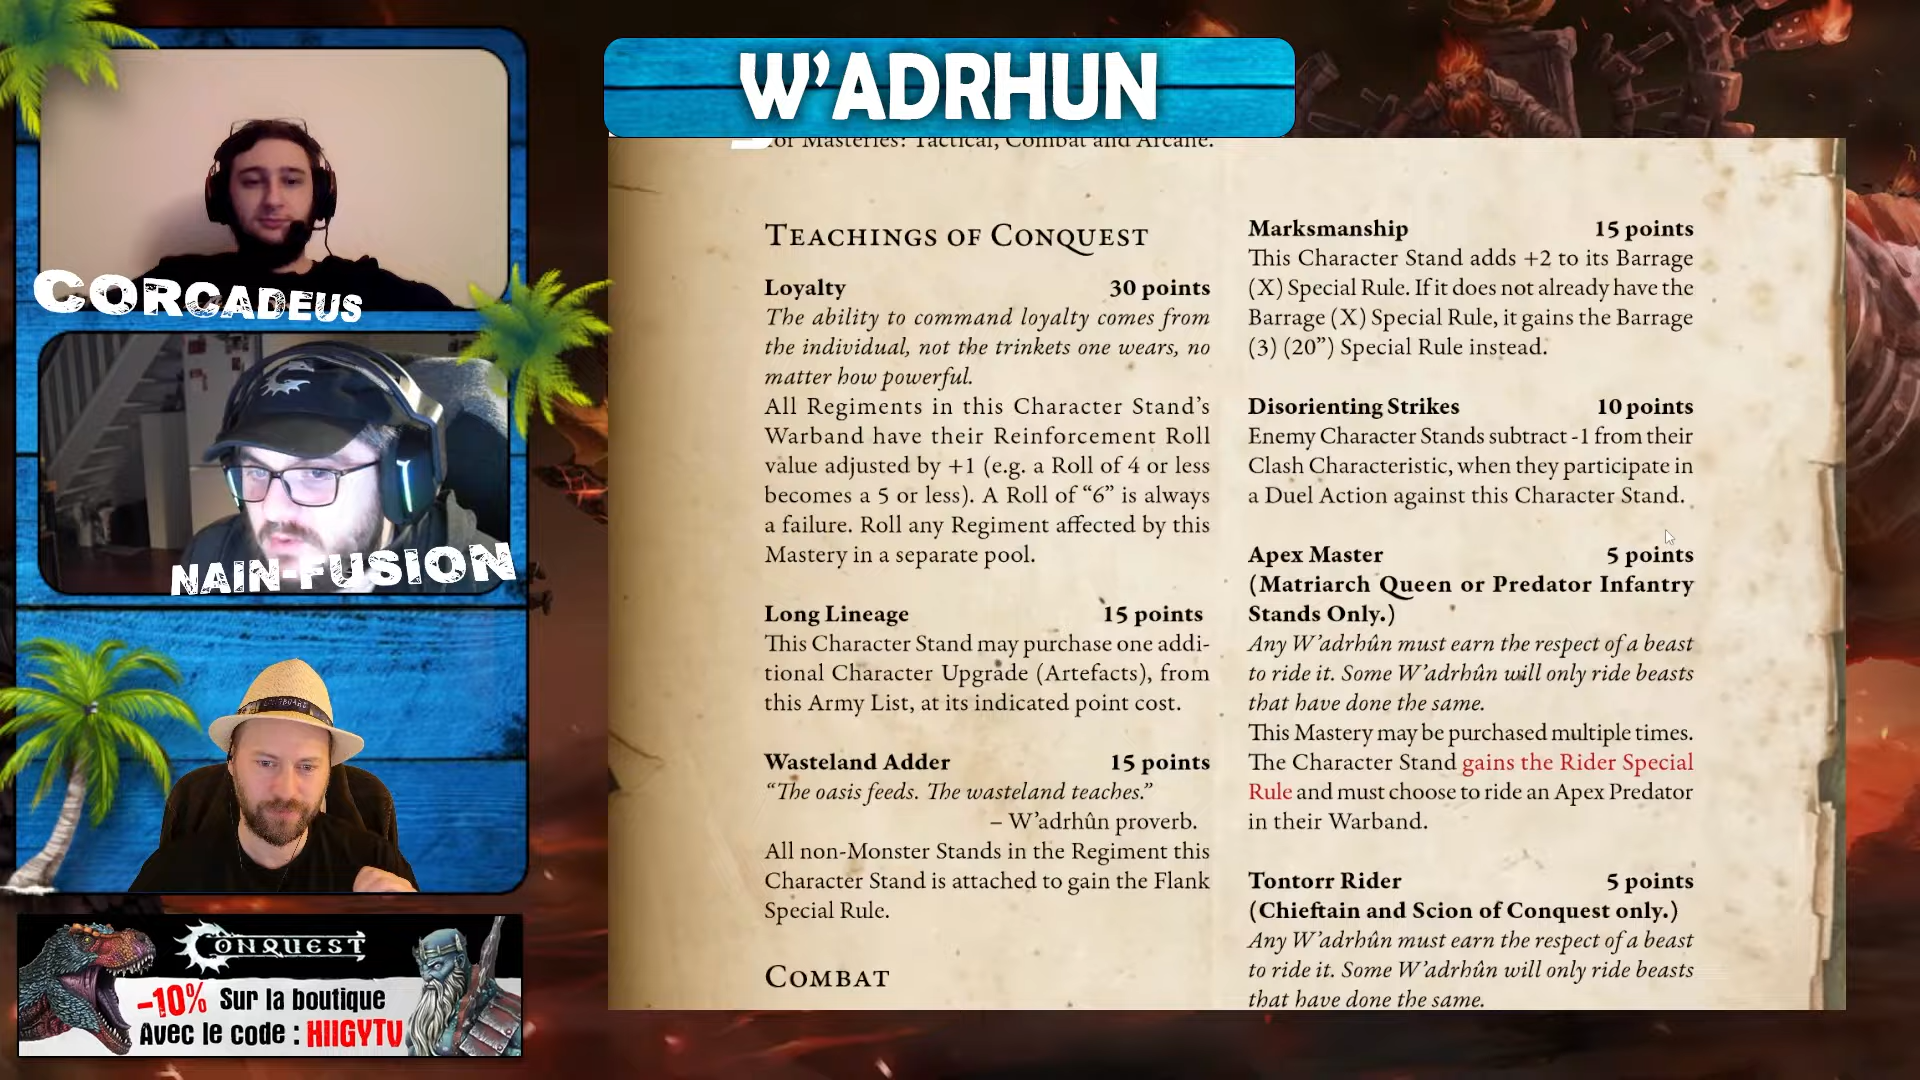 W'ADRHUN
of Masteries: Tactical, Combat and Arcane.
CORCADEUS
NAIN-FUSION
CONQUEST
-10% Sur la boutique
Avec le code : HIIGYTV
TEACHINGS OF CONQUEST
Loyalty 30 points
The ability to command loyalty comes from
the individual, not the trinkets one wears, no
matter how powerful.
All Regiments in this Character Stand's
Warband have their Reinforcement Roll
value adjusted by +1 (e.g. a Roll of 4 or less
becomes a 5 or less). A Roll of “6” is always
a failure. Roll any Regiment affected by this
Mastery in a separate pool.
Long Lineage 15 points
This Character Stand may purchase one addi-
tional Character Upgrade (Artefacts), from
this Army List, at its indicated point cost.
Wasteland Adder 15 points
“The oasis feeds. The wasteland teaches.”
– W'adrhûn proverb.
All non-Monster Stands in the Regiment this
Character Stand is attached to gain the Flank
Special Rule.
COMBAT
Marksmanship 15 points
This Character Stand adds +2 to its Barrage
(X) Special Rule. If it does not already have the
Barrage (X) Special Rule, it gains the Barrage
(3) (20”) Special Rule instead.
Disorienting Strikes 10 points
Enemy Character Stands subtract -1 from their
Clash Characteristic, when they participate in
a Duel Action against this Character Stand.
Apex Master 5 points
(Matriarch Queen or Predator Infantry
Stands Only.)
Any W'adrhûn must earn the respect of a beast
to ride it. Some W'adrhûn will only ride beasts
that have done the same.
This Mastery may be purchased multiple times.
The Character Stand gains the Rider Special
Rule and must choose to ride an Apex Predator
in their Warband.
Tontorr Rider 5 points
(Chieftain and Scion of Conquest only.)
Any W'adrhûn must earn the respect of a beast
to ride it. Some W'adrhûn will only ride beasts
that have done the same.